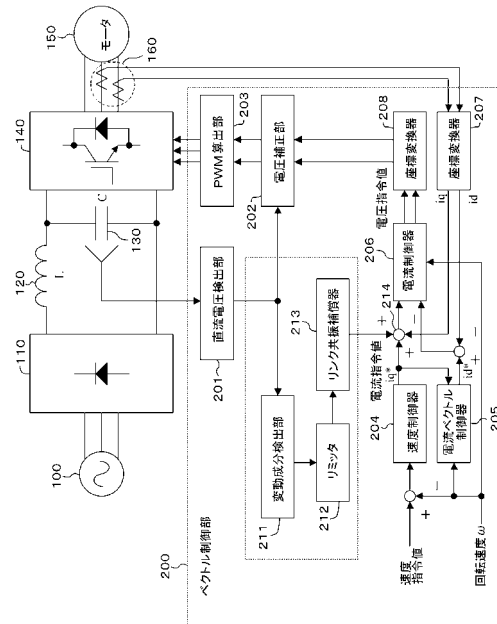 100
110
120
L
130
C
140
150
モータ
160
200
ベクトル制御部
201
直流電圧検出部
202
電圧補正部
203
PWM算出部
211
変動成分検出部
212
リミッタ
213
リンク共振補償器
速度
指令値
+
−
204
速度制御器
電流指令値
iq*
+
+
−
214
206
電流制御器
電圧指令値
208
座標変換器
207
座標変換器
iq
id
205
電流ベクトル
制御器
id*
+
−
回転速度ω